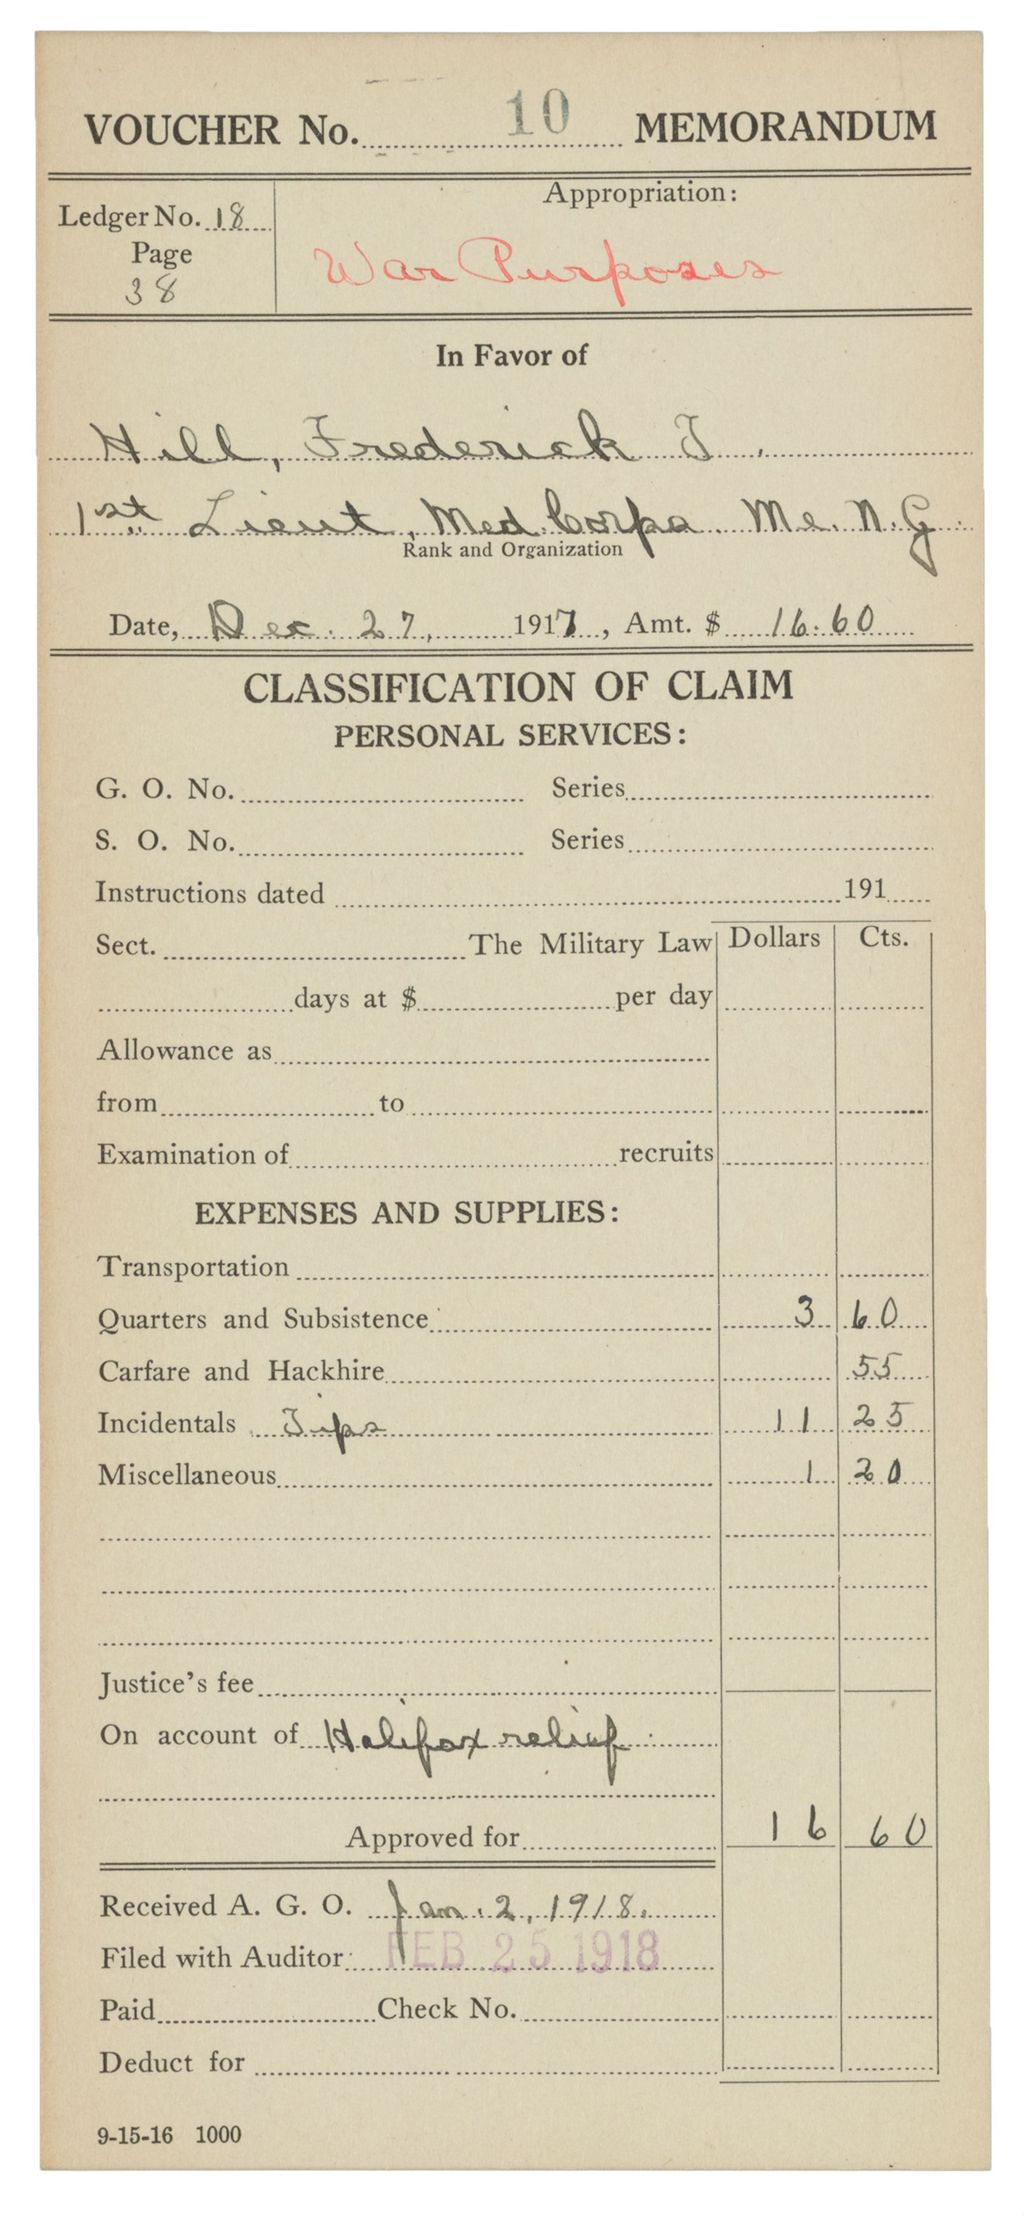 VOUCHER No. 10 MEMORANDUM
Ledger No. 18
Page
38
Appropriation:
War Purposes
In Favor of
Hill, Frederick T.
1st Lieut, Med. Corps. Me. N. G.
Rank and Organization
Date, Dec. 27, 1917, Amt. $ 16.60
CLASSIFICATION OF CLAIM
PERSONAL SERVICES:
G. O. No. Series
S. O. No. Series
Instructions dated 191
Sect. The Military Law Dollars Cts.
days at $ per day
Allowance as
from to
Examination of recruits
EXPENSES AND SUPPLIES:
Transportation
Quarters and Subsistence 3 60
Carfare and Hackhire 55
Incidentals Tips 11 25
Miscellaneous 1 20
Justice's fee
On account of Halifax relief
Approved for 16 60
Received A. G. O. Jan. 2, 1918.
Filed with Auditor FEB 25 1918
Paid Check No.
Deduct for
9-15-16 1000